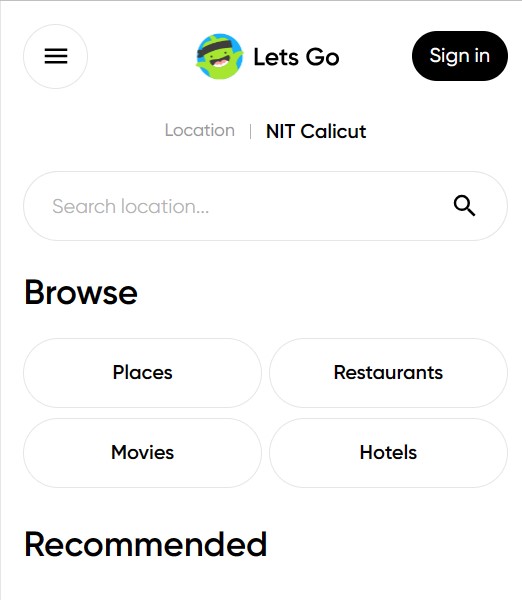 Lets Go
Sign in
Location | NIT Calicut
Search location...
Browse
Places
Restaurants
Movies
Hotels
Recommended